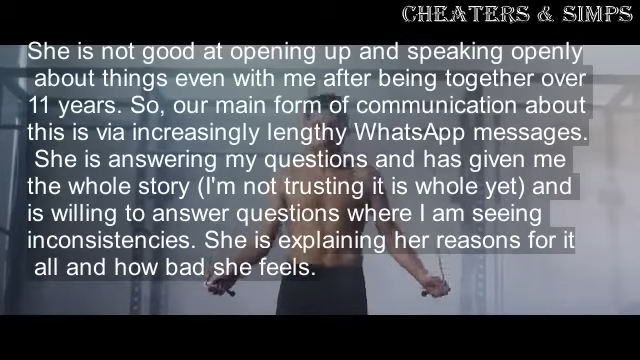 CHEATERS & SIMPS
She is not good at opening up and speaking openly
about things even with me after being together over
11 years. So, our main form of communication about
this is via increasingly lengthy WhatsApp messages.
She is answering my questions and has given me
the whole story (I'm not trusting it is whole yet) and
is willing to answer questions where I am seeing
inconsistencies. She is explaining her reasons for it
all and how bad she feels.